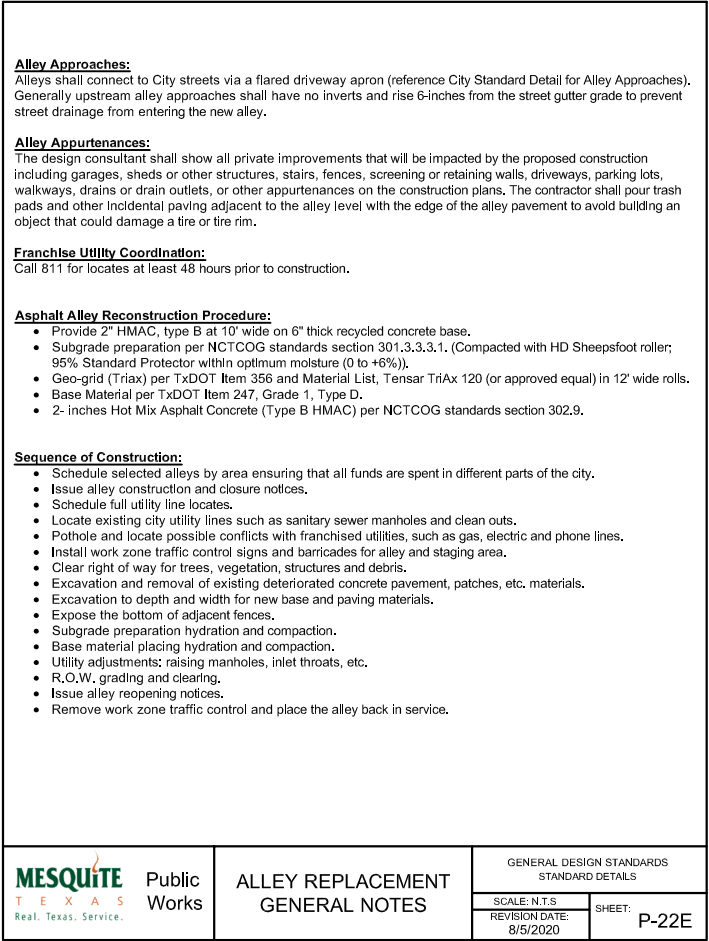 Alley Approaches:
Alleys shall connect to City streets via a flared driveway apron (reference City Standard Detail for Alley Approaches).
Generally upstream alley approaches shall have no inverts and rise 6-inches from the street gutter grade to prevent
street drainage from entering the new alley.
Alley Appurtenances:
The design consultant shall show all private improvements that will be impacted by the proposed construction
including garages, sheds or other structures, stairs, fences, screening or retaining walls, driveways, parking lots,
walkways, drains or drain outlets, or other appurtenances on the construction plans. The contractor shall pour trash
pads and other incidental paving adjacent to the alley level with the edge of the alley pavement to avoid building an
object that could damage a tire or tire rim.
Franchise Utility Coordination:
Call 811 for locates at least 48 hours prior to construction.
Asphalt Alley Reconstruction Procedure:
• Provide 2" HMAC, type B at 10' wide on 6" thick recycled concrete base.
• Subgrade preparation per NCTCOG standards section 301.3.3.3.1. (Compacted with HD Sheepsfoot roller;
95% Standard Protector within optimum moisture (0 to +6%)).
• Geo-grid (Triax) per TxDOT Item 356 and Material List, Tensar TriAx 120 (or approved equal) in 12' wide rolls.
• Base Material per TxDOT Item 247, Grade 1, Type D.
• 2- inches Hot Mix Asphalt Concrete (Type B HMAC) per NCTCOG standards section 302.9.
Sequence of Construction:
• Schedule selected alleys by area ensuring that all funds are spent in different parts of the city.
• Issue alley construction and closure notices.
• Schedule full utility line locates.
• Locate existing city utility lines such as sanitary sewer manholes and clean outs.
• Pothole and locate possible conflicts with franchised utilities, such as gas, electric and phone lines.
• Install work zone traffic control signs and barricades for alley and staging area.
• Clear right of way for trees, vegetation, structures and debris.
• Excavation and removal of existing deteriorated concrete pavement, patches, etc. materials.
• Excavation to depth and width for new base and paving materials.
• Expose the bottom of adjacent fences.
• Subgrade preparation hydration and compaction.
• Base material placing hydration and compaction.
• Utility adjustments: raising manholes, inlet throats, etc.
• R.O.W. grading and clearing.
• Issue alley reopening notices.
• Remove work zone traffic control and place the alley back in service.
MESQUITE
TEXAS
Real. Texas. Service.
Public
Works
ALLEY REPLACEMENT
GENERAL NOTES
GENERAL DESIGN STANDARDS
STANDARD DETAILS
SCALE: N.T.S
REVISION DATE:
8/5/2020
SHEET:
P-22E